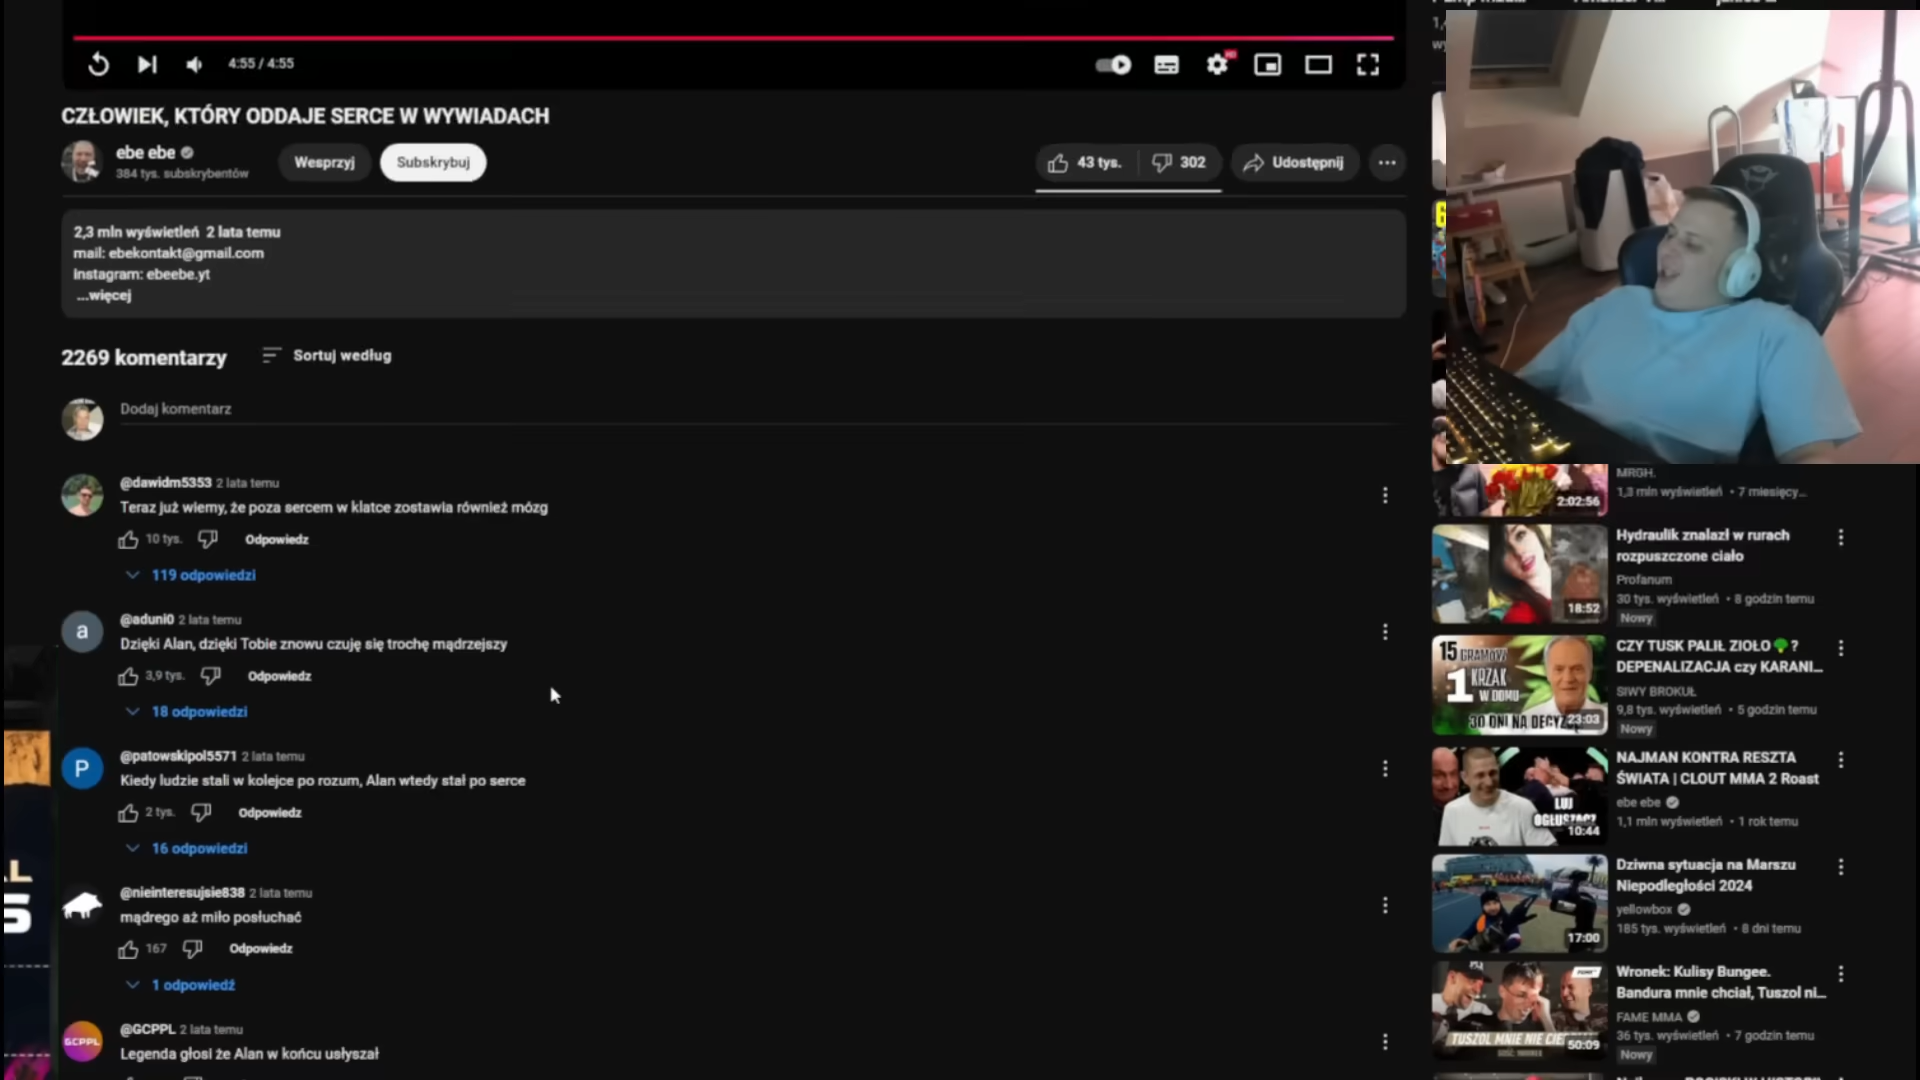 4:55 / 4:55
CZŁOWIEK, KTÓRY ODDAJE SERCE W WYWIADACH
ebe ebe
384 tys. subskrybentów
Wesprzyj
Subskrybuj
43 tys.
302
Udostępnij
2,3 mln wyświetleń 2 lata temu
mail: ebekontakt@gmail.com
Instagram: ebeebe.yt
...więcej
2269 komentarzy
Sortuj według
Dodaj komentarz
@dawidm5353 2 lata temu
Teraz już wiemy, że poza sercem w klatce zostawia również mózg
10 tys.
Odpowiedz
119 odpowiedzi
a
@aduni0 2 lata temu
Dzięki Alan, dzięki Tobie znowu czuję się trochę mądrzejszy
3,9 tys.
Odpowiedz
18 odpowiedzi
P
@patowskipol5571 2 lata temu
Kiedy ludzie stali w kolejce po rozum, Alan wtedy stał po serce
2 tys.
Odpowiedz
16 odpowiedzi
@nieinteresujsie838 2 lata temu
mądrego aż miło posłuchać
167
Odpowiedz
1 odpowiedź
GCPPL
@GCPPL 2 lata temu
Legenda głosi że Alan w końcu usłyszał
MRGH.
1,3 mln wyświetleń • 7 miesięcy...
2:02:56
Hydraulik znalazł w rurach
rozpuszczone ciało
Profanum
30 tys. wyświetleń • 8 godzin temu
Nowy
18:52
CZY TUSK PALIŁ ZIOŁO🥦?
DEPENALIZACJA czy KARANI...
SIWY BROKUŁ
9,8 tys. wyświetleń • 5 godzin temu
Nowy
15 GRAMÓW
1 KRZAK
W DOMU
30 DNI NA DECYZ
23:03
NAJMAN KONTRA RESZTA
ŚWIATA | CLOUT MMA 2 Roast
ebe ebe
1,1 mln wyświetleń • 1 rok temu
LUJ
OGŁUSZACZ
10:44
Dziwna sytuacja na Marszu
Niepodległości 2024
yellowbox
185 tys. wyświetleń • 8 dni temu
17:00
Wronek: Kulisy Bungee.
Bandura mnie chciał, Tuszol ni...
FAME MMA
36 tys. wyświetleń • 7 godzin temu
Nowy
TUSZOL MNIE NIE CIE
50:09